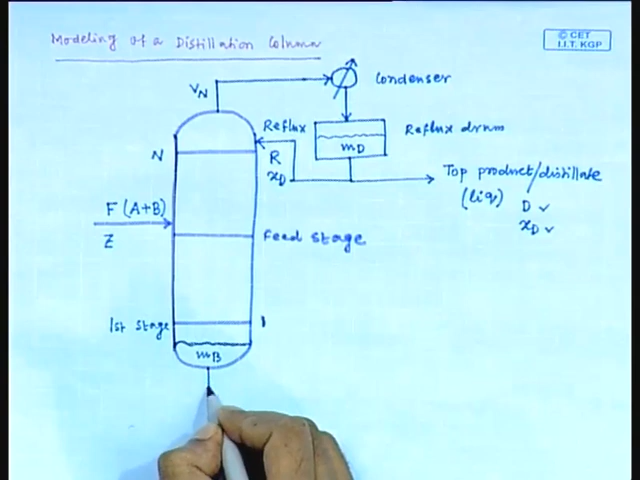 Modeling of a Distillation Column
© CET
I.I.T. KGP
VN
Condenser
Reflux
Reflux drum
mD
N
R
xD
Top product/distillate
(liq)
D ✓
xD ✓
F (A+B)
Z
Feed stage
1st stage
1
mB